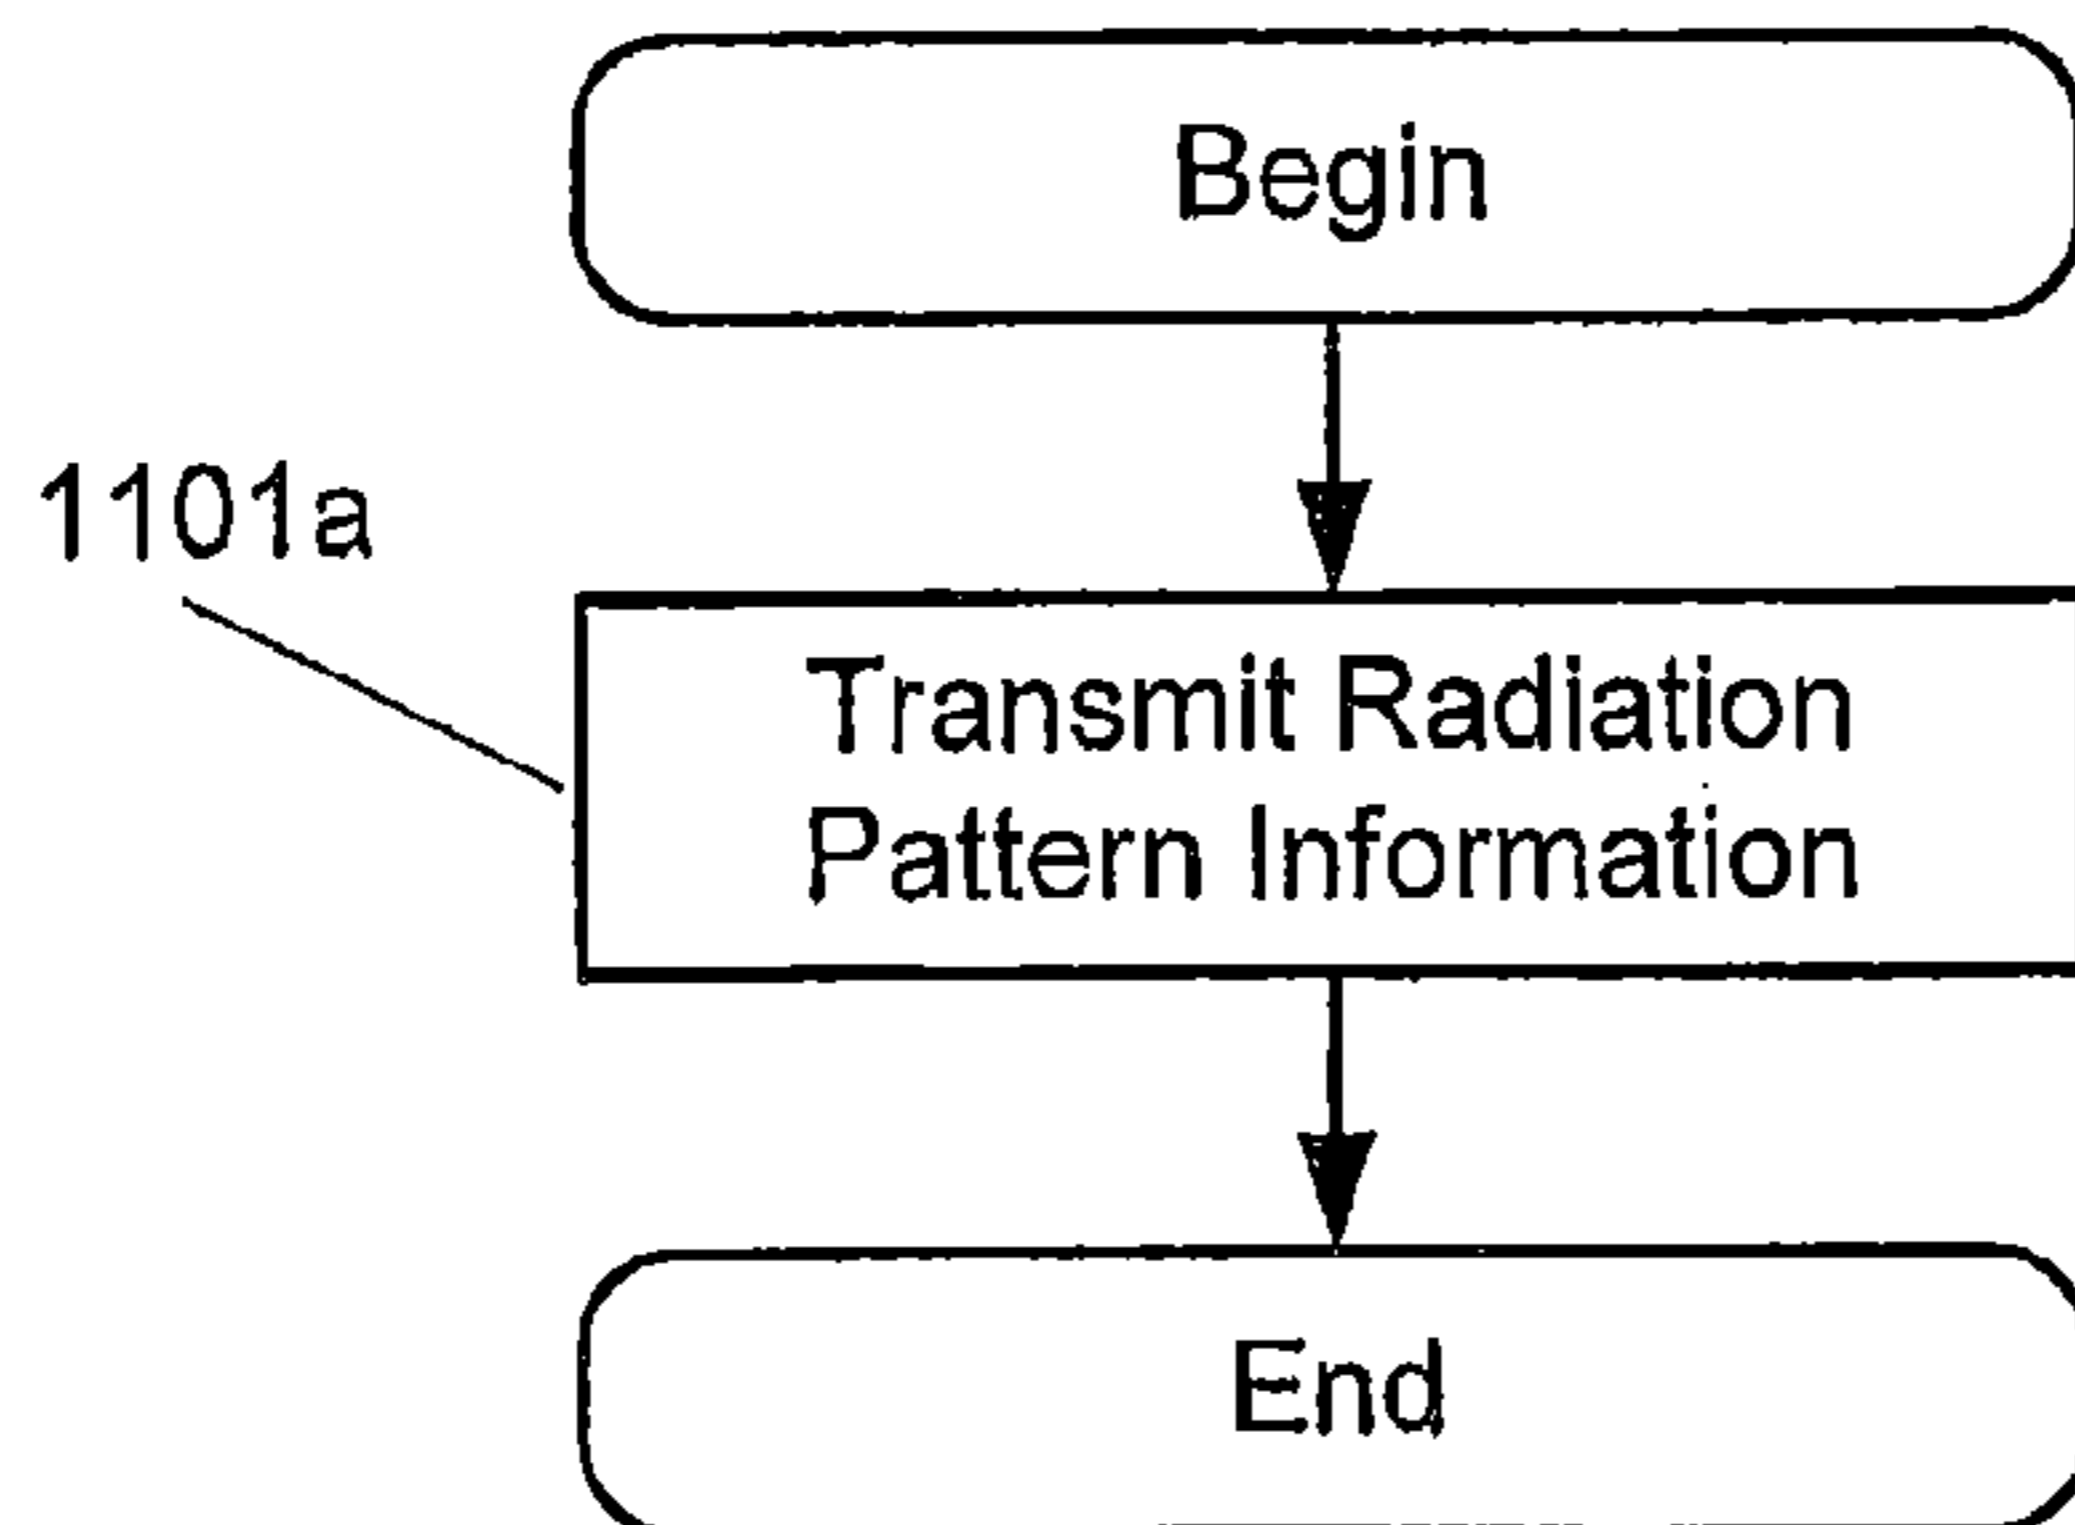 Begin
1101a
Transmit Radiation
Pattern Information
End